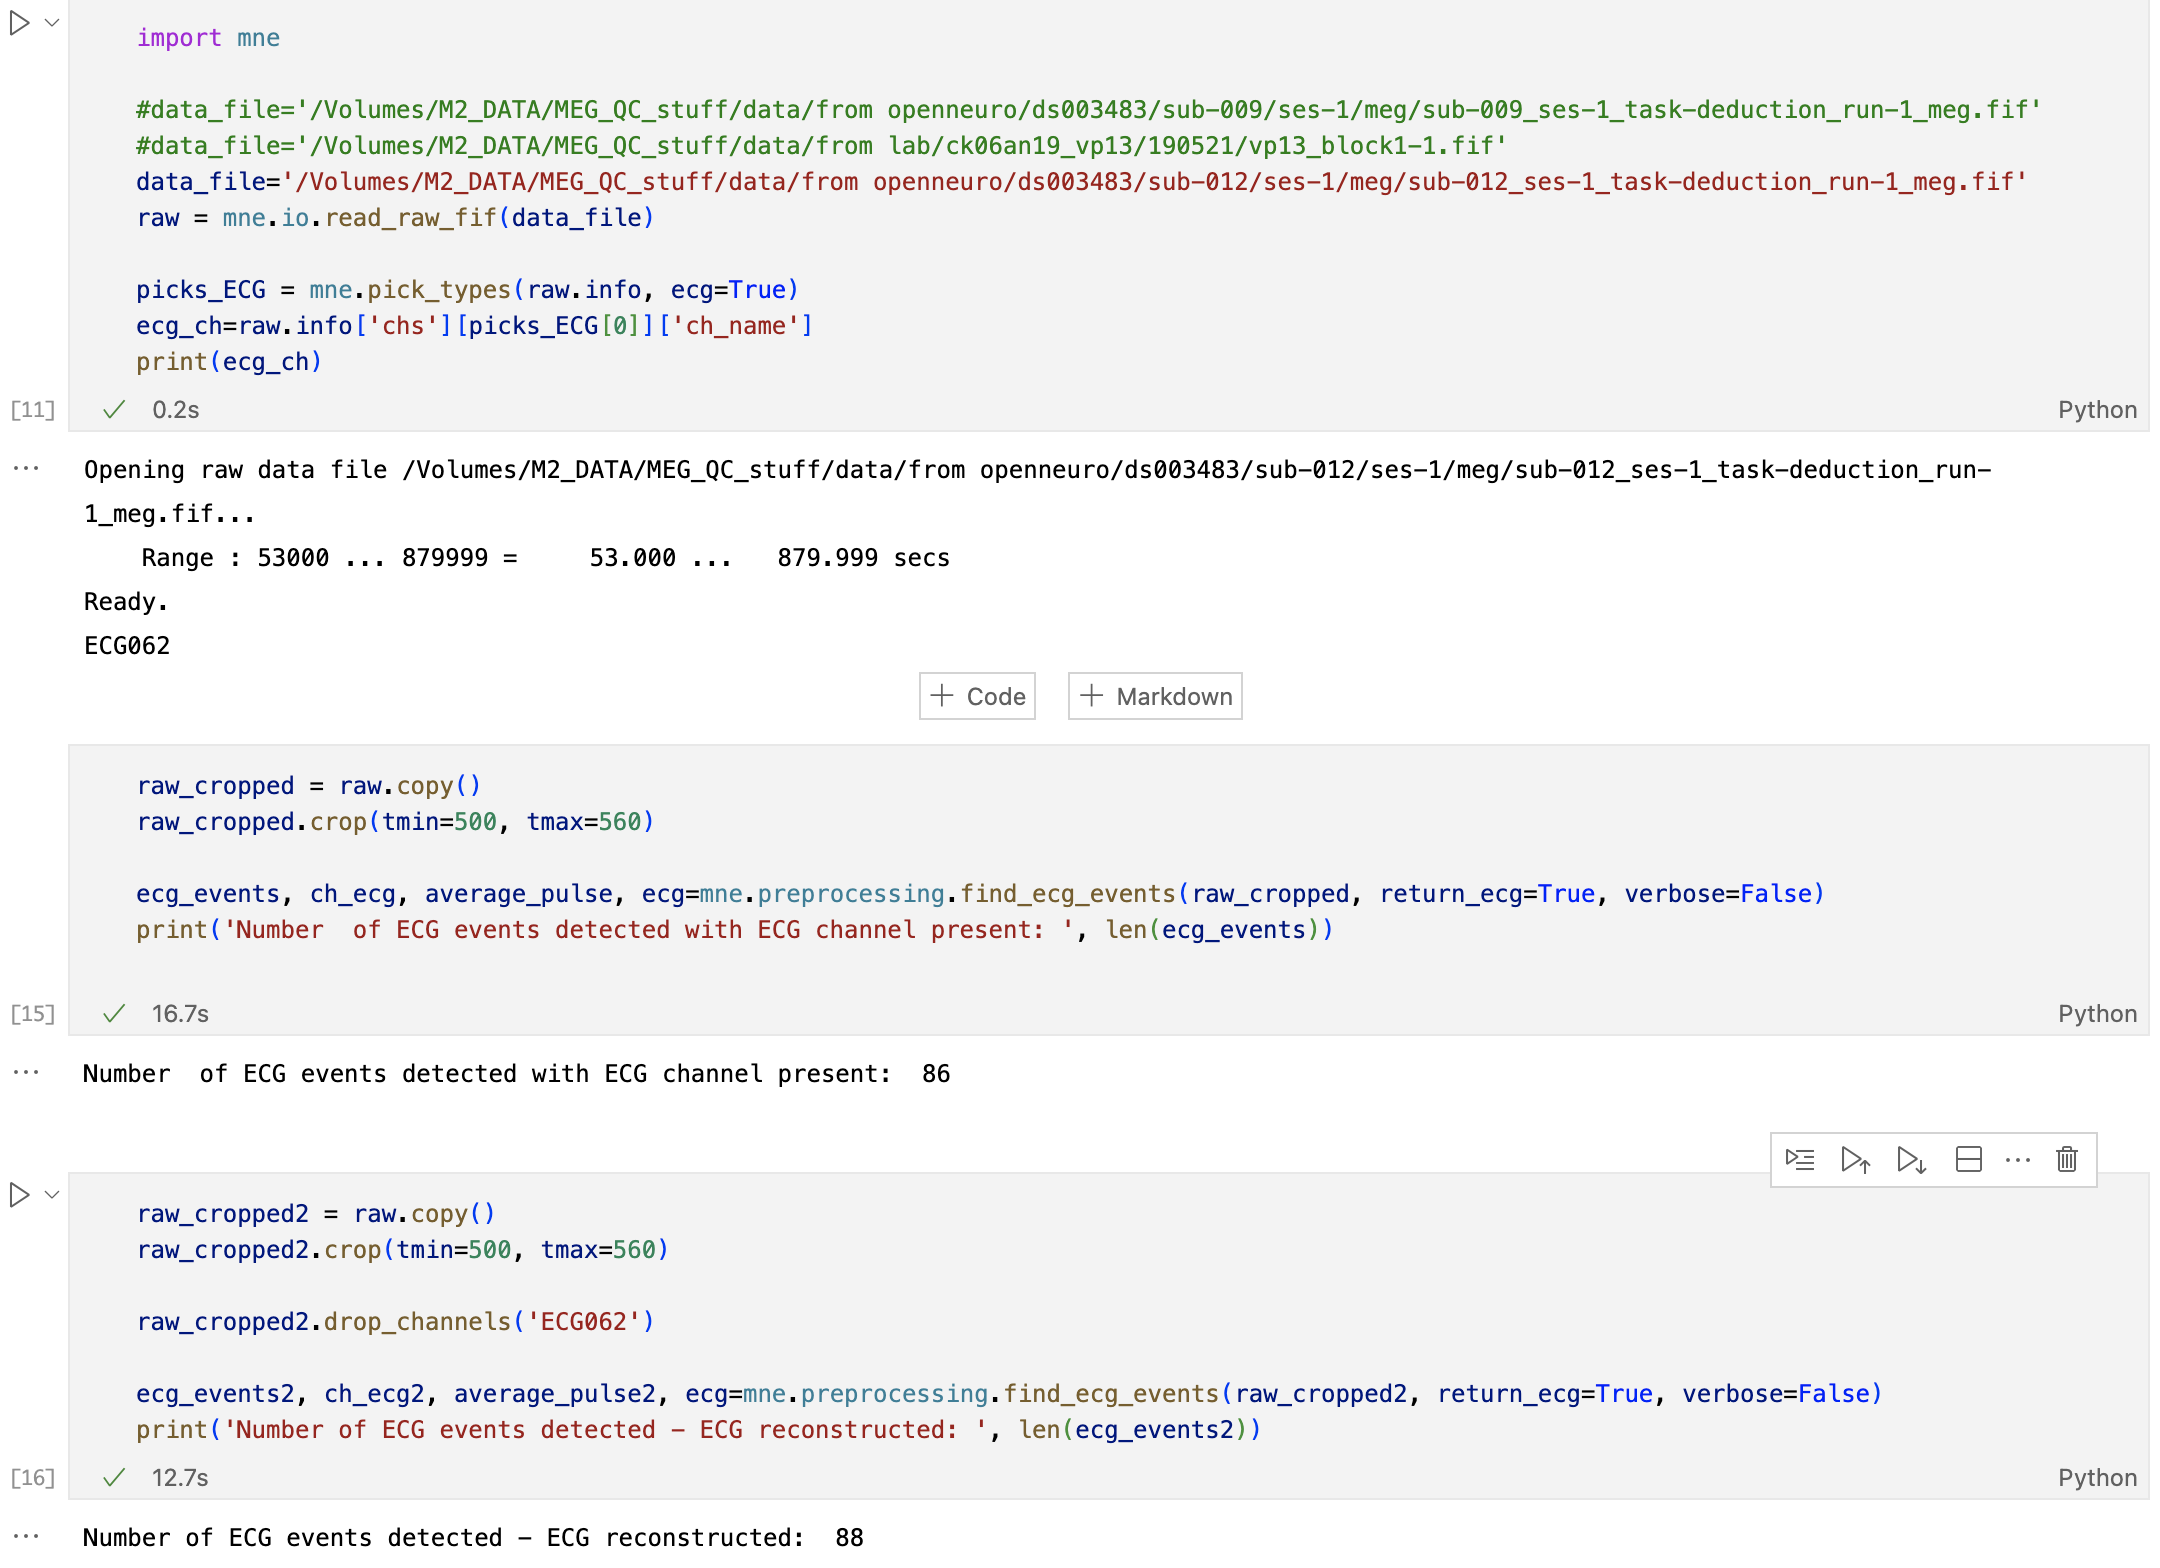 import mne
#data_file='/Volumes/M2_DATA/MEG_QC_stuff/data/from openneuro/ds003483/sub-009/ses-1/meg/sub-009_ses-1_task-deduction_run-1_meg.fif'
#data_file='/Volumes/M2_DATA/MEG_QC_stuff/data/from lab/ck06an19_vp13/190521/vp13_block1-1.fif'
data_file='/Volumes/M2_DATA/MEG_QC_stuff/data/from openneuro/ds003483/sub-012/ses-1/meg/sub-012_ses-1_task-deduction_run-1_meg.fif'
raw = mne.io.read_raw_fif(data_file)
picks_ECG = mne.pick_types(raw.info, ecg=True)
ecg_ch=raw.info['chs'][picks_ECG[0]]['ch_name']
print(ecg_ch)
[11] 0.2s Python
Opening raw data file /Volumes/M2_DATA/MEG_QC_stuff/data/from openneuro/ds003483/sub-012/ses-1/meg/sub-012_ses-1_task-deduction_run-
1_meg.fif...
Range : 53000 ... 879999 =     53.000 ...   879.999 secs
Ready.
ECG062
+ Code + Markdown
raw_cropped = raw.copy()
raw_cropped.crop(tmin=500, tmax=560)
ecg_events, ch_ecg, average_pulse, ecg=mne.preprocessing.find_ecg_events(raw_cropped, return_ecg=True, verbose=False)
print('Number  of ECG events detected with ECG channel present: ', len(ecg_events))
[15] 16.7s Python
Number  of ECG events detected with ECG channel present:  86
raw_cropped2 = raw.copy()
raw_cropped2.crop(tmin=500, tmax=560)
raw_cropped2.drop_channels('ECG062')
ecg_events2, ch_ecg2, average_pulse2, ecg=mne.preprocessing.find_ecg_events(raw_cropped2, return_ecg=True, verbose=False)
print('Number of ECG events detected - ECG reconstructed: ', len(ecg_events2))
[16] 12.7s Python
Number of ECG events detected - ECG reconstructed:  88